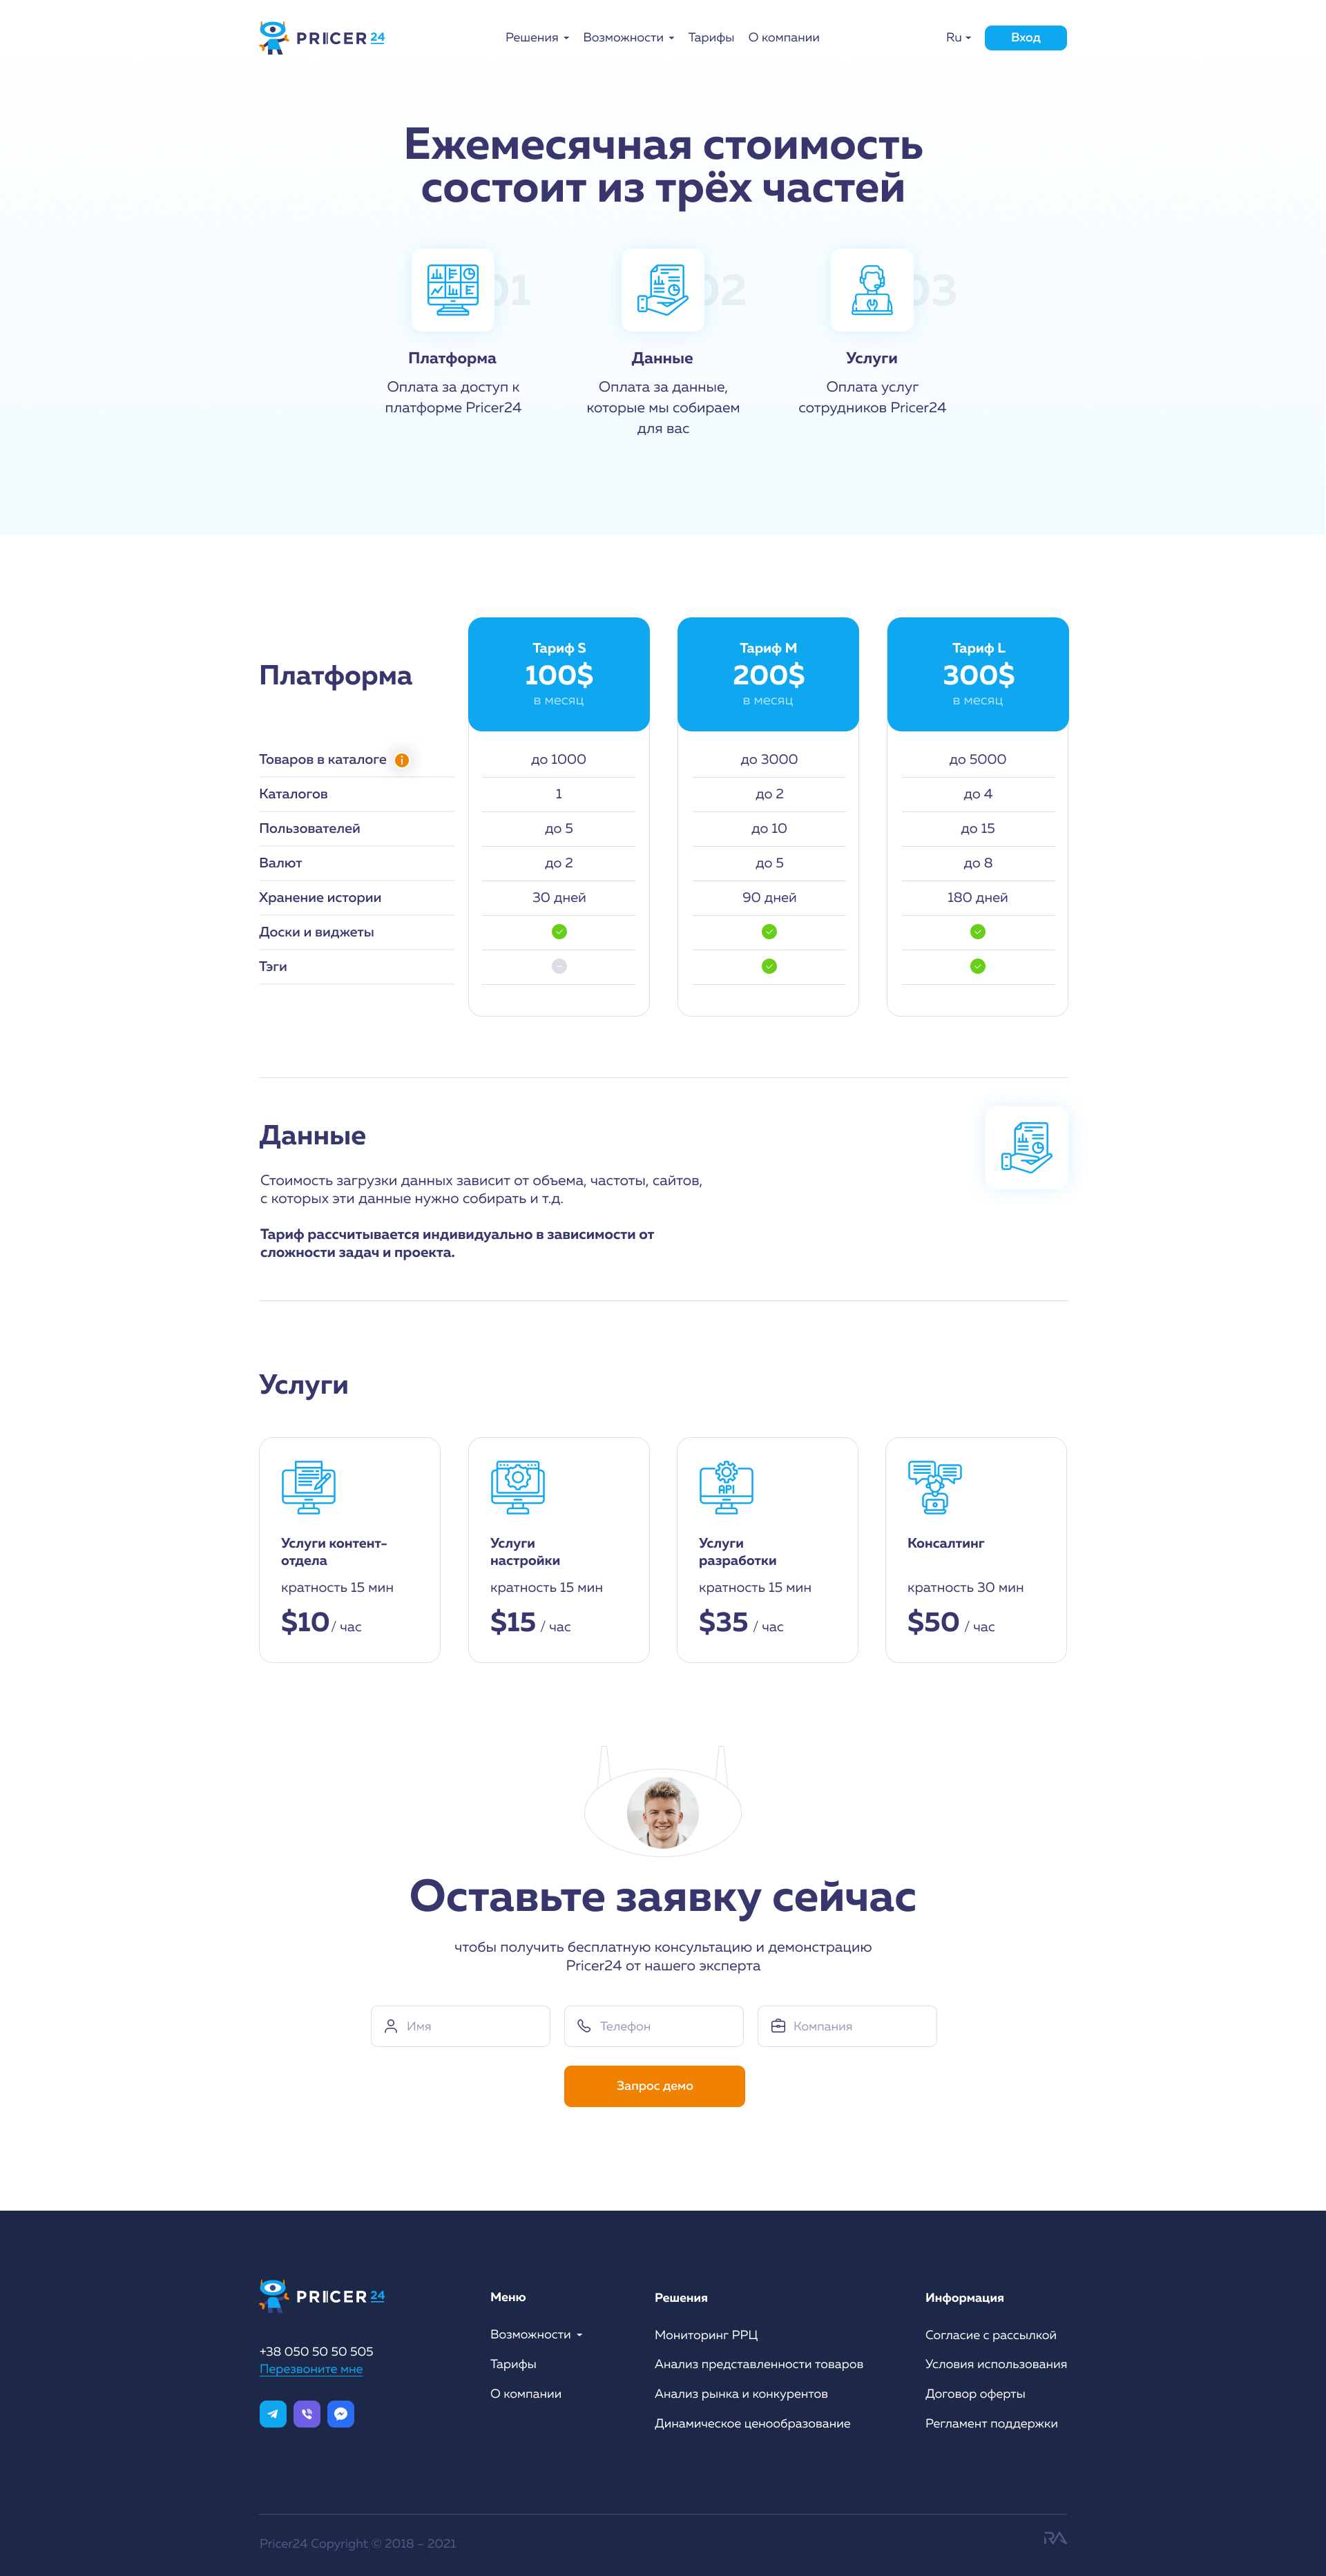 PRICER 24
Решения
Возможности
Тарифы
О компании
Ru
Вход
Ежемесячная стоимость
состоит из трёх частей
01
02
03
Платформа
Оплата за доступ к
платформе Pricer24
Данные
Оплата за данные,
которые мы собираем
для вас
Услуги
Оплата услуг
сотрудников Pricer24
Платформа
Тариф S
100$
в месяц
Тариф M
200$
в месяц
Тариф L
300$
в месяц
Товаров в каталоге
до 1000
до 3000
до 5000
Каталогов
1
до 2
до 4
Пользователей
до 5
до 10
до 15
Валют
до 2
до 5
до 8
Хранение истории
30 дней
90 дней
180 дней
Доски и виджеты
Тэги
Данные
Стоимость загрузки данных зависит от объема, частоты, сайтов,
с которых эти данные нужно собирать и т.д.
Тариф рассчитывается индивидуально в зависимости от
сложности задач и проекта.
Услуги
Услуги контент-
отдела
кратность 15 мин
$10 / час
Услуги
настройки
кратность 15 мин
$15 / час
API
Услуги
разработки
кратность 15 мин
$35 / час
Консалтинг
кратность 30 мин
$50 / час
Оставьте заявку сейчас
чтобы получить бесплатную консультацию и демонстрацию
Pricer24 от нашего эксперта
Имя
Телефон
Компания
Запрос демо
PRICER 24
+38 050 50 50 505
Перезвоните мне
Меню
Возможности
Тарифы
О компании
Решения
Мониторинг РРЦ
Анализ представленности товаров
Анализ рынка и конкурентов
Динамическое ценообразование
Информация
Согласие с рассылкой
Условия использования
Договор оферты
Регламент поддержки
Pricer24 Copyright © 2018 – 2021